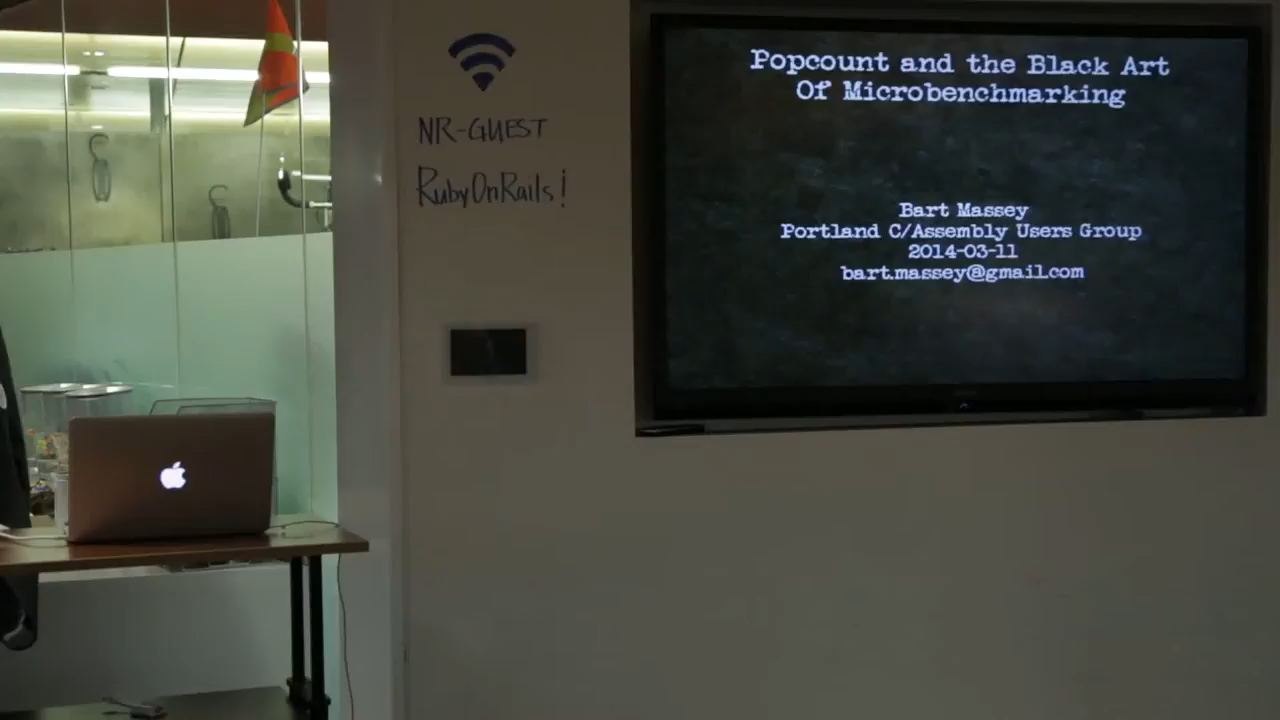 NR-GUEST
RubyOnRails!
Popcount and the Black Art
Of Microbenchmarking
Bart Massey
Portland C/Assembly Users Group
2014-03-11
bart.massey@gmail.com